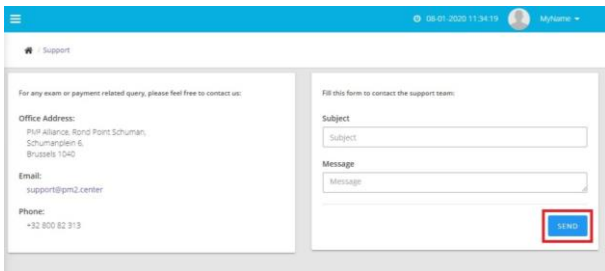 08-01-2020 11:34:19 MyName
/ Support
For any exam or payment related query, please feel free to contact us:
Office Address:
PM² Alliance, Rond Point Schuman,
Schumanplein 6,
Brussels 1040
Email:
support@pm2.center
Phone:
+32 800 82 313
Fill this form to contact the support team:
Subject
Subject
Message
Message
SEND